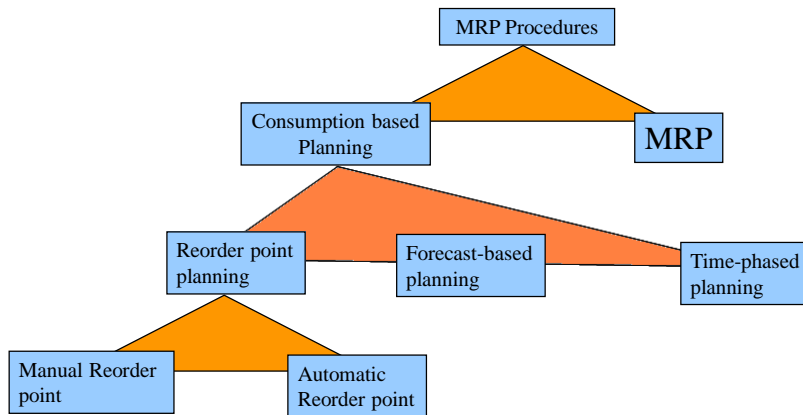 MRP Procedures
Consumption based
Planning
MRP
Reorder point
planning
Forecast-based
planning
Time-phased
planning
Manual Reorder
point
Automatic
Reorder point